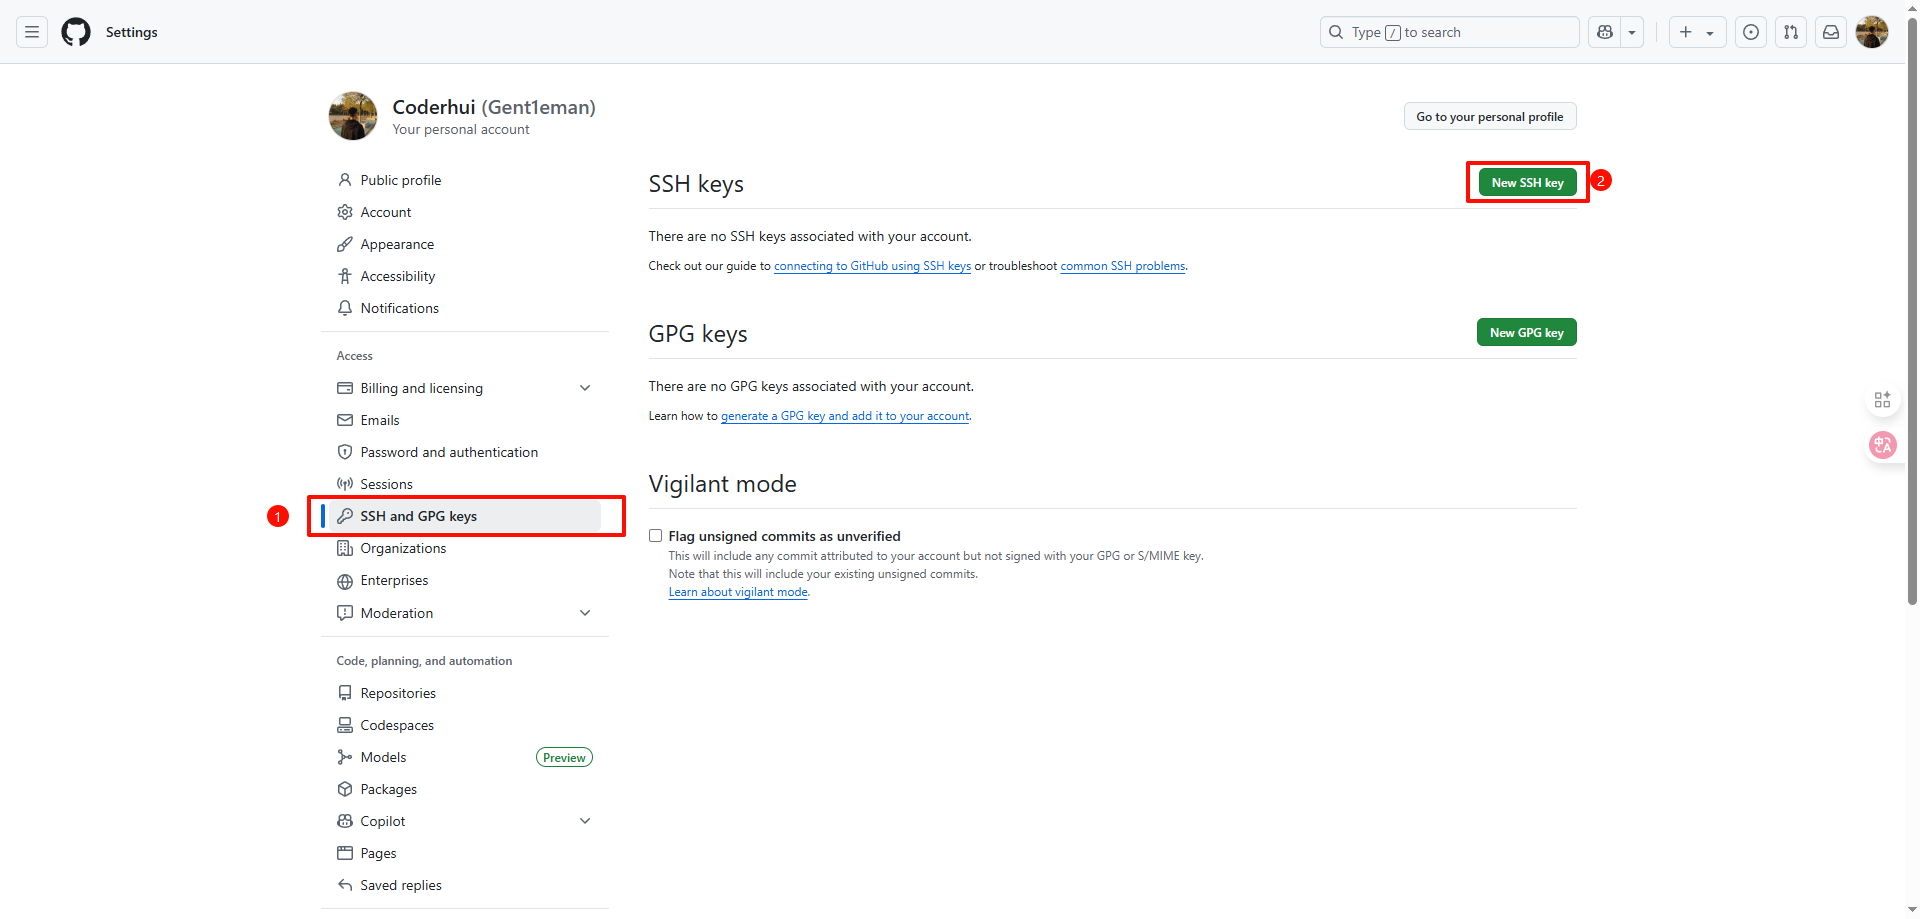 Settings
Type / to search
Coderhui (Gent1eman)
Your personal account
Go to your personal profile
Public profile
Account
Appearance
Accessibility
Notifications
Access
Billing and licensing
Emails
Password and authentication
Sessions
1
SSH and GPG keys
Organizations
Enterprises
Moderation
Code, planning, and automation
Repositories
Codespaces
Models
Preview
Packages
Copilot
Pages
Saved replies
SSH keys
New SSH key
2
There are no SSH keys associated with your account.
Check out our guide to connecting to GitHub using SSH keys or troubleshoot common SSH problems.
GPG keys
New GPG key
There are no GPG keys associated with your account.
Learn how to generate a GPG key and add it to your account.
Vigilant mode
Flag unsigned commits as unverified
This will include any commit attributed to your account but not signed with your GPG or S/MIME key.
Note that this will include your existing unsigned commits.
Learn about vigilant mode.
中A